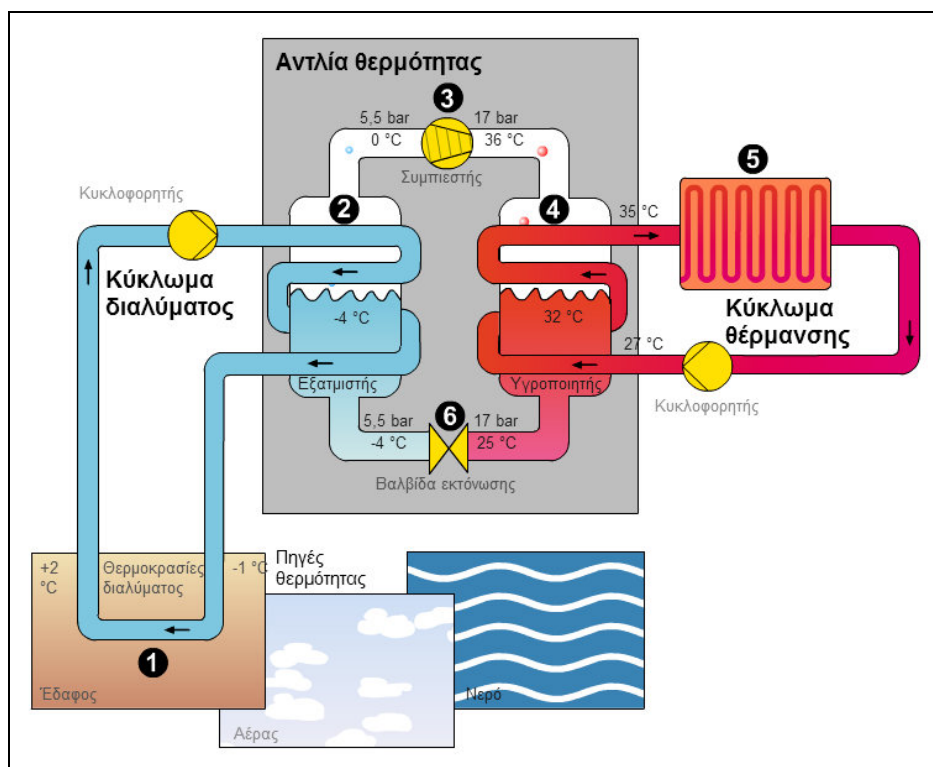 Αντλία θερμότητας
3
5,5 bar
17 bar
0 °C
36 °C
Συμπιεστής
5
Κυκλοφορητής
2
4
35 °C
Κύκλωμα
διαλύματος
Κύκλωμα
θέρμανσης
-4 °C
32 °C
27 °C
Εξατμιστής
Υγροποιητής
Κυκλοφορητής
5,5 bar
6
17 bar
-4 °C
25 °C
Βαλβίδα εκτόνωσης
+2
°C
Θερμοκρασίες
διαλύματος
-1 °C
Πηγές
θερμότητας
1
Έδαφος
Αέρας
Νερό